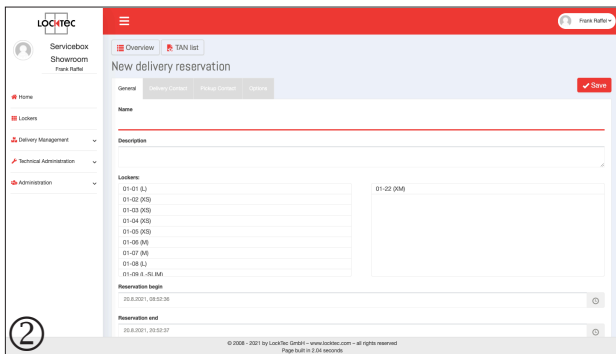 LOCKTEC
Frank Raffel
Servicebox
Showroom
Frank Raffel
Home
Lockers
Delivery Management
Technical Administration
Administration
Overview
TAN list
New delivery reservation
General
Delivery Contact
Pickup Contact
Options
Save
Name
Description
Lockers:
01-01 (L)
01-02 (XS)
01-03 (XS)
01-04 (XS)
01-05 (XS)
01-06 (M)
01-07 (M)
01-08 (L)
01-09 (L-SLIM)
01-22 (XM)
Reservation begin
20.8.2021, 08:52:36
Reservation end
20.8.2021, 20:52:37
© 2008 - 2021 by LockTec GmbH – www.locktec.com – all rights reserved
Page built in 2.04 seconds
2